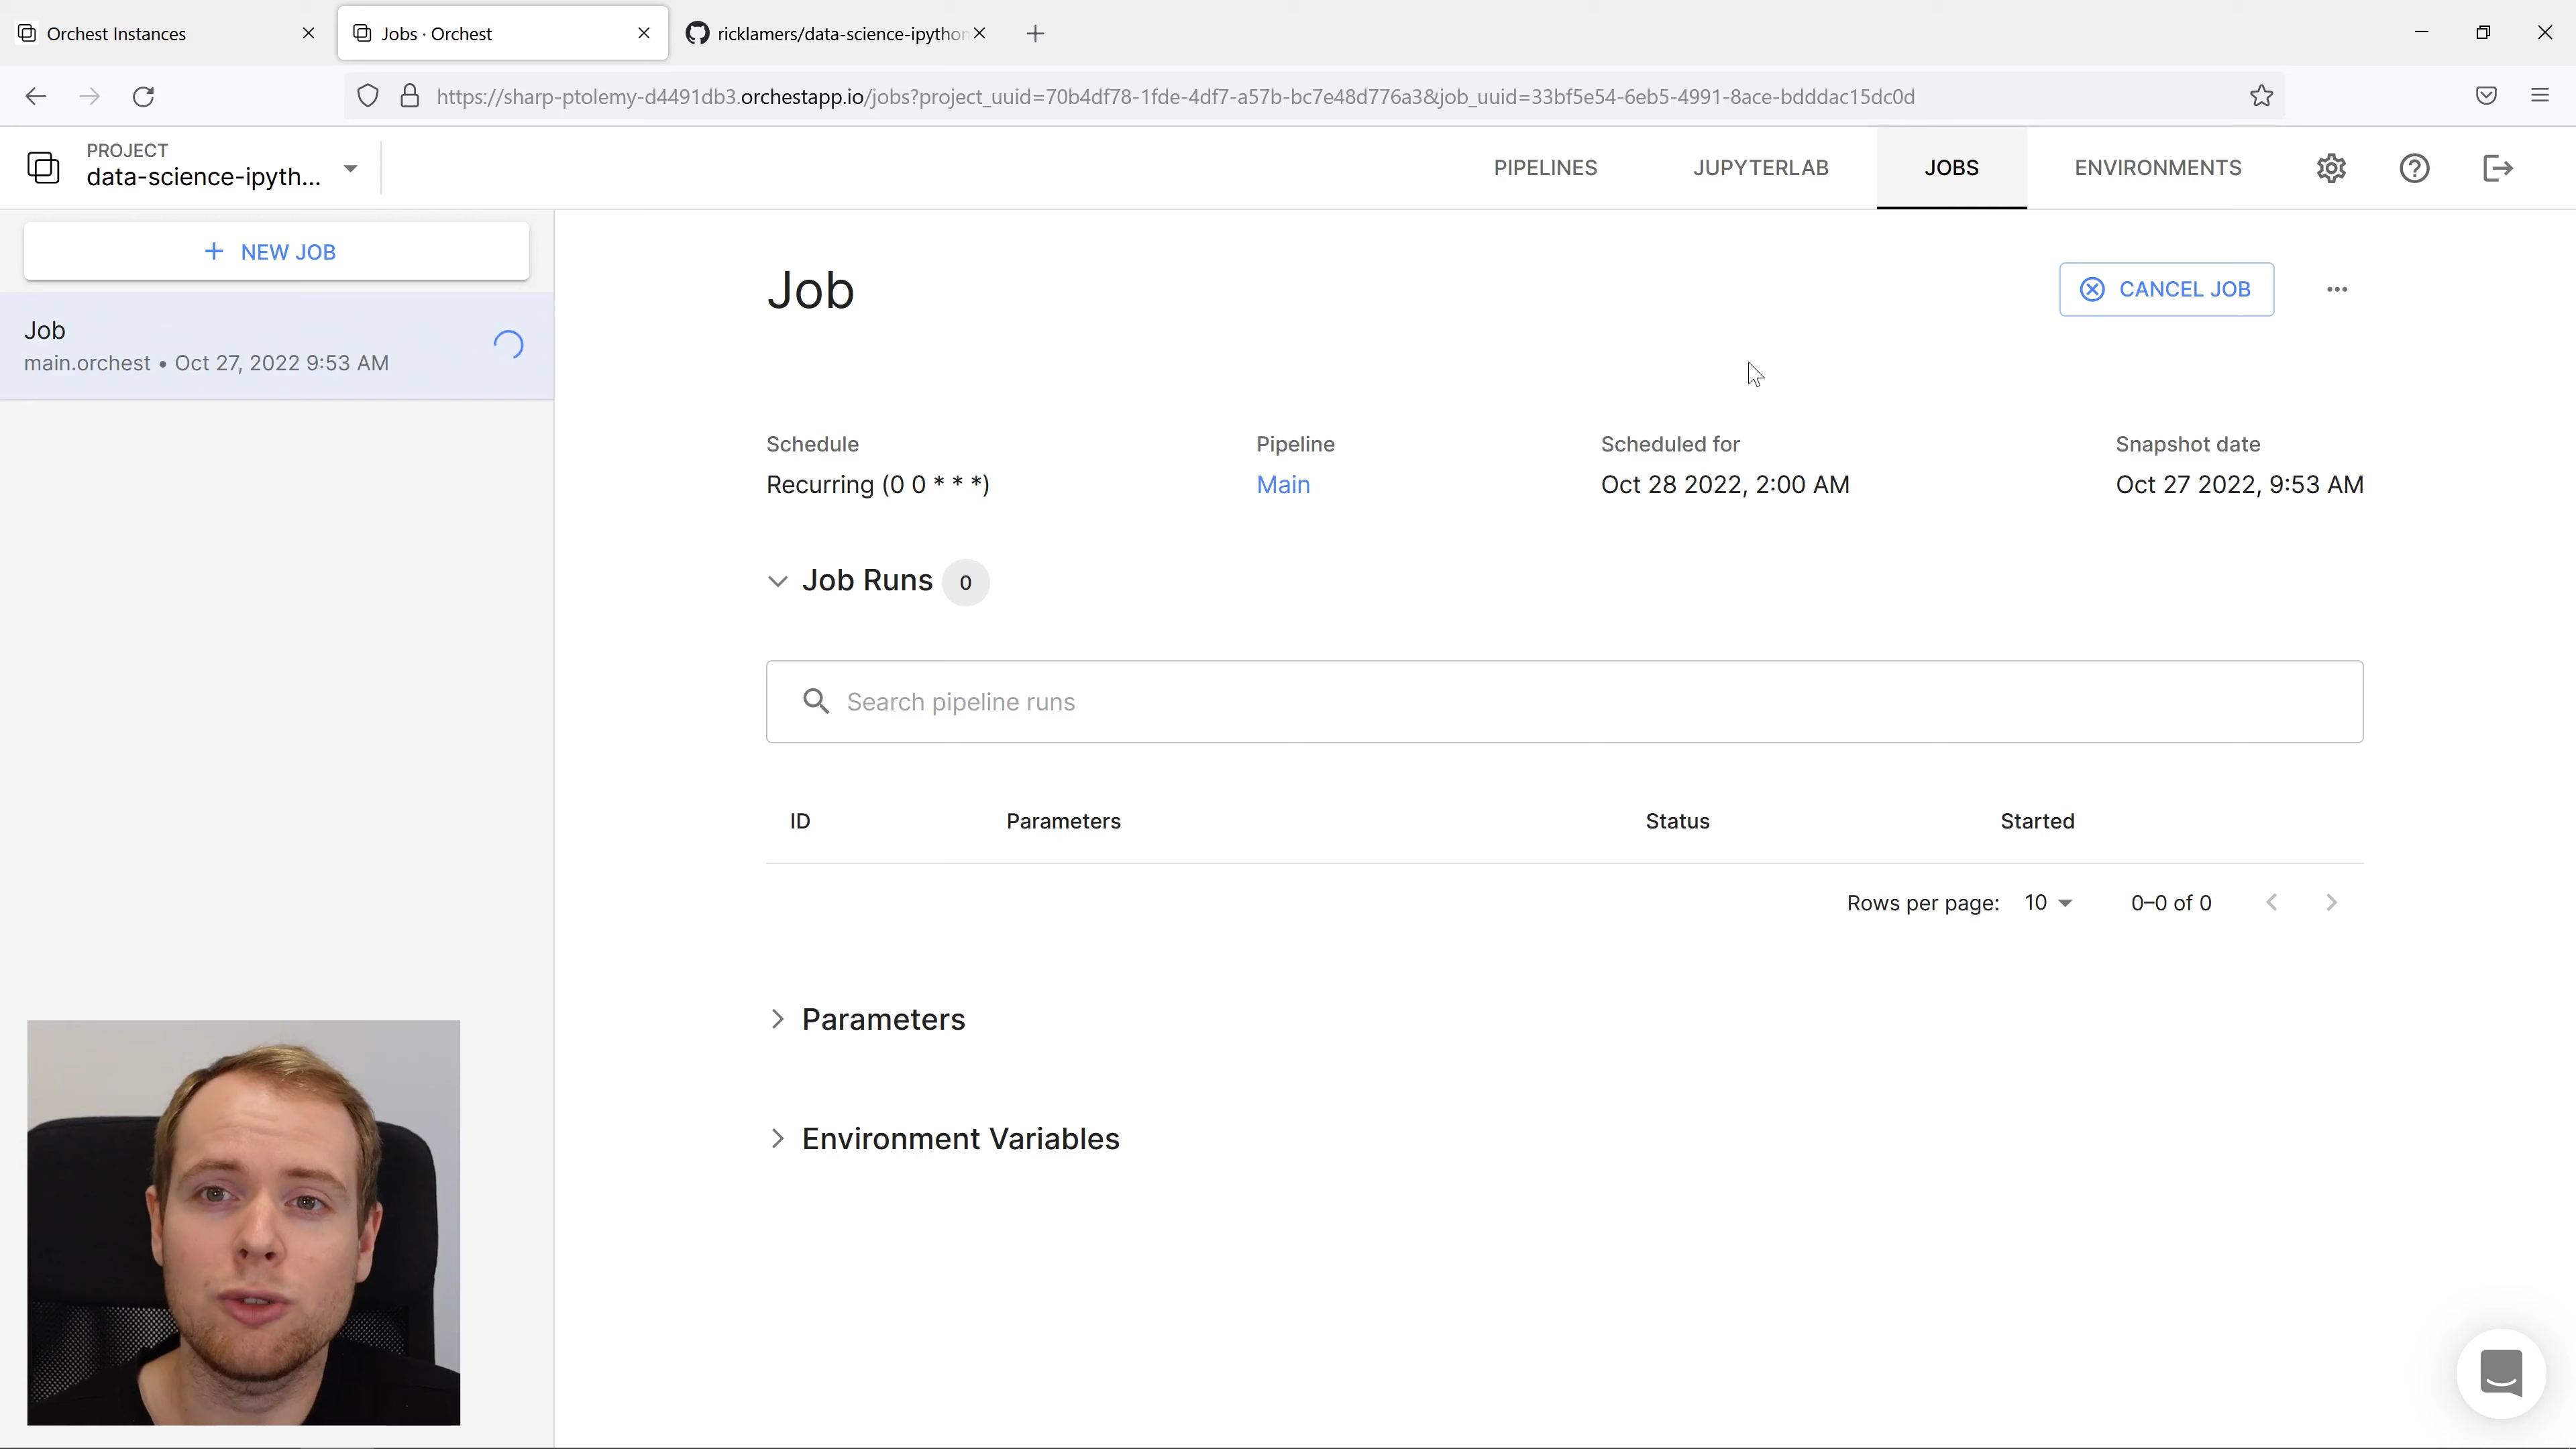 Orchest Instances
Jobs · Orchest
ricklamers/data-science-ipython
https://sharp-ptolemy-d4491db3.orchestapp.io/jobs?project_uuid=70b4df78-1fde-4df7-a57b-bc7e48d776a3&job_uuid=33bf5e54-6eb5-4991-8ace-bdddac15dc0d
PROJECT
data-science-ipyth...
PIPELINES
JUPYTERLAB
JOBS
ENVIRONMENTS
+ NEW JOB
Job
main.orchest • Oct 27, 2022 9:53 AM
Job
CANCEL JOB
Schedule
Recurring (0 0 * * *)
Pipeline
Main
Scheduled for
Oct 28 2022, 2:00 AM
Snapshot date
Oct 27 2022, 9:53 AM
Job Runs 0
Search pipeline runs
ID Parameters Status Started
Rows per page: 10 0–0 of 0
Parameters
Environment Variables